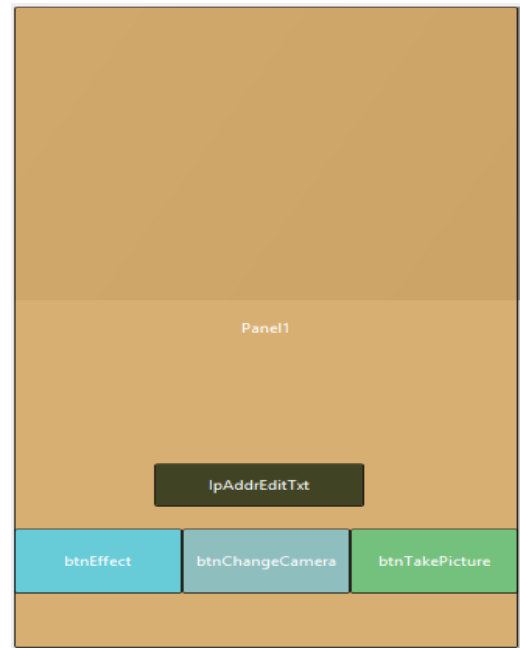 Panel1
IpAddrEditTxt
btnEffect
btnChangeCamera
btnTakePicture